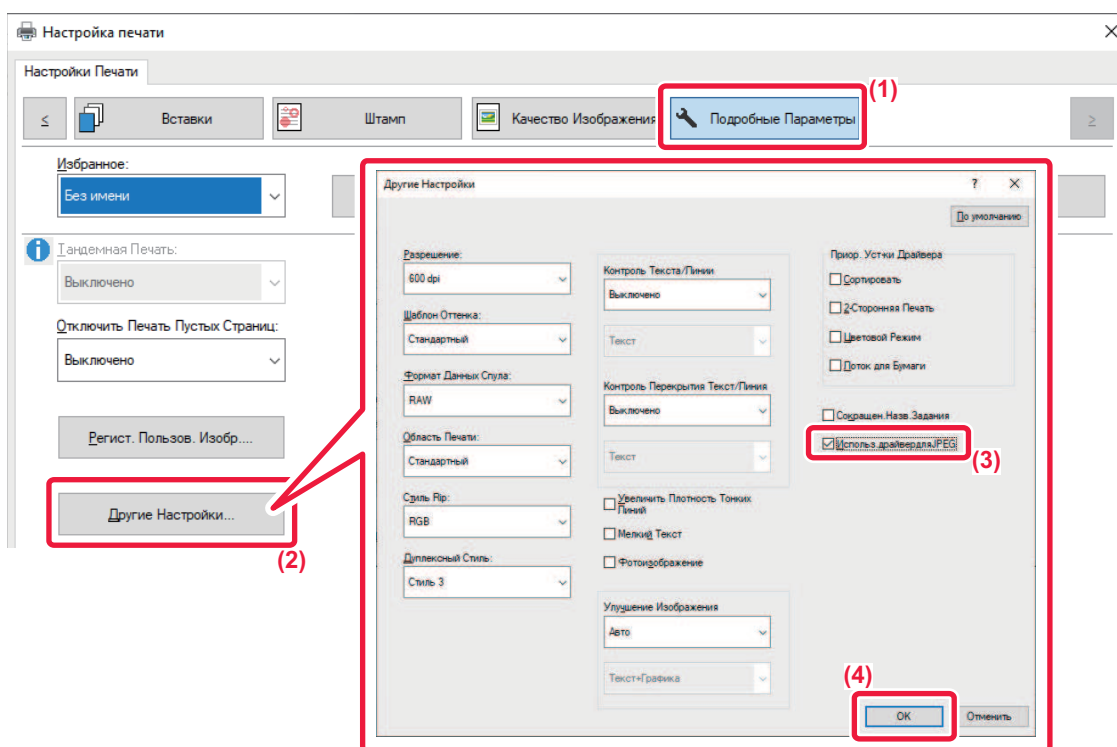 Настройка печати
Настройки Печати
(1)
<
Вставки
Штамп
Качество Изображения
Подробные Параметры
>
Избранное:
Без имени
Тандемная Печать:
Выключено
Отключить Печать Пустых Страниц:
Выключено
Регист. Пользов. Изобр....
Другие Настройки...
(2)
Другие Настройки
?
По умолчанию
Разрешение:
600 dpi
Шаблон Оттенка:
Стандартный
Формат Данных Спула:
RAW
Область Печати:
Стандартный
Стиль Rip:
RGB
Дуплексный Стиль:
Стиль 3
Контроль Текста/Линии
Выключено
Текст
Контроль Перекрытия Текст/Линия
Выключено
Текст
Увеличить Плотность Тонких
Линий
Мелкий Текст
Фотоизображение
Улучшение Изображения
Авто
Текст+Графика
Приор. Уст-ки Драйвера
Сортировать
2-Сторонняя Печать
Цветовой Режим
Лоток для Бумаги
Сокращен.Назв.Задания
Использ.драйвердляJPEG
(3)
(4)
OK
Отменить